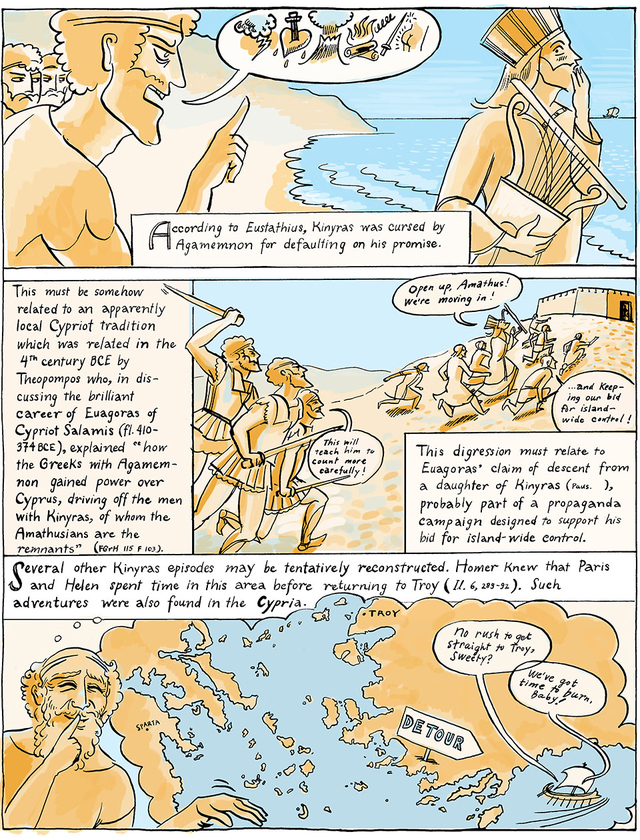 According to Eustathius, Kinyras was cursed by
Agamemnon for defaulting on his promise.
This must be somehow
related to an apparently
local Cypriot tradition
which was related in the
4th century BCE by
Theopompos who, in dis-
cussing the brilliant
career of Euagoras of
Cypriot Salamis (fl. 410-
374 BCE), explained "how
the Greeks with Agamem-
non gained power over
Cyprus, driving off the men
with Kinyras, of whom the
Amathusians are the
remnants" (FGrH 115 F 103).
Open up, Amathus!
We're moving in!
This will
teach him to
count more
carefully!
...and keep-
ing our bid
for island-
wide control!
This digression must relate to
Euagoras' claim of descent from
a daughter of Kinyras (Paus. ),
probably part of a propaganda
campaign designed to support his
bid for island-wide control.
Several other Kinyras episodes may be tentatively reconstructed. Homer knew that Paris
and Helen spent time in this area before returning to Troy (Il. 6, 289-92). Such
adventures were also found in the Cypria.
TROY
No rush to get
straight to Troy,
Sweety?
We've got
time to burn,
Baby!
SPARTA
DETOUR